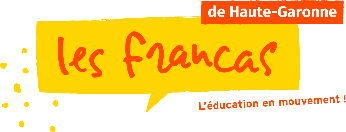 de Haute-Garonne
les francas
L'éducation en mouvement !